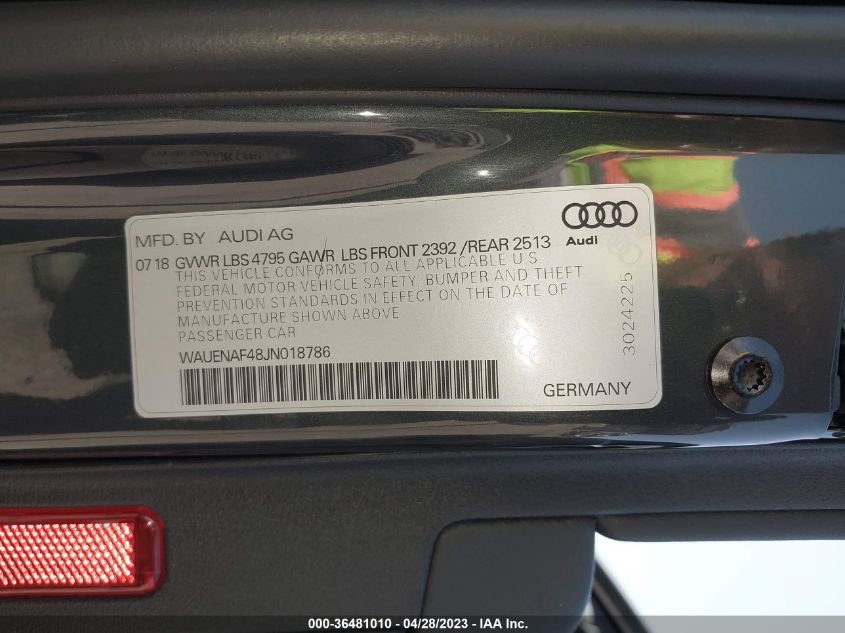 MFD. BY AUDI AG
Audi
07 18 GVWR LBS 4795 GAWR LBS FRONT 2392 /REAR 2513
THIS VEHICLE CONFORMS TO ALL APPLICABLE U S
FEDERAL MOTOR VEHICLE SAFETY, BUMPER AND THEFT
PREVENTION STANDARDS IN EFFECT ON THE DATE OF
MANUFACTURE SHOWN ABOVE
PASSENGER CAR
WAUENAF48JN018786
GERMANY
3024225
000-36481010 - 04/28/2023 - IAA Inc.